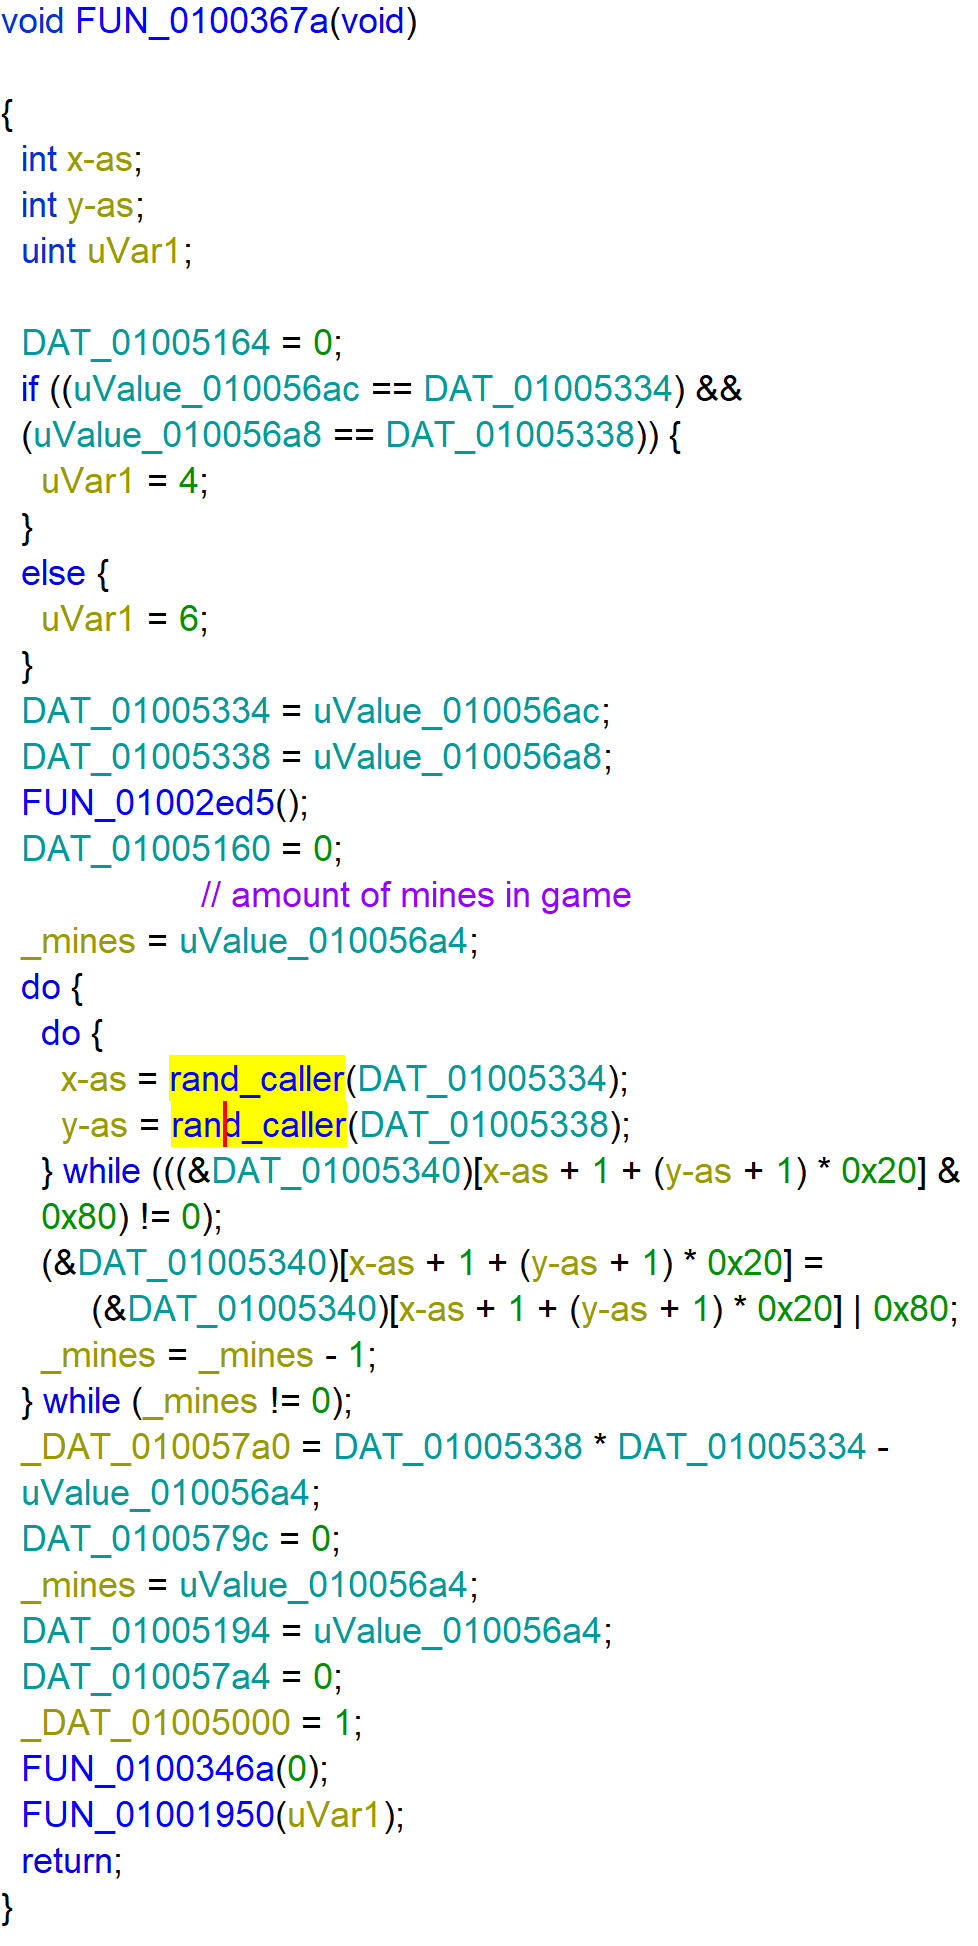 void FUN_0100367a(void)
{
int x-as;
int y-as;
uint uVar1;
DAT_01005164 = 0;
if ((uValue_010056ac == DAT_01005334) &&
(uValue_010056a8 == DAT_01005338)) {
uVar1 = 4;
}
else {
uVar1 = 6;
}
DAT_01005334 = uValue_010056ac;
DAT_01005338 = uValue_010056a8;
FUN_01002ed5();
DAT_01005160 = 0;
// amount of mines in game
_mines = uValue_010056a4;
do {
do {
x-as = rand_caller(DAT_01005334);
y-as = rand_caller(DAT_01005338);
} while (((&DAT_01005340)[x-as + 1 + (y-as + 1) * 0x20] &
0x80) != 0);
(&DAT_01005340)[x-as + 1 + (y-as + 1) * 0x20] =
(&DAT_01005340)[x-as + 1 + (y-as + 1) * 0x20] | 0x80;
_mines = _mines - 1;
} while (_mines != 0);
_DAT_010057a0 = DAT_01005338 * DAT_01005334 -
uValue_010056a4;
DAT_0100579c = 0;
_mines = uValue_010056a4;
DAT_01005194 = uValue_010056a4;
DAT_010057a4 = 0;
_DAT_01005000 = 1;
FUN_0100346a(0);
FUN_01001950(uVar1);
return;
}